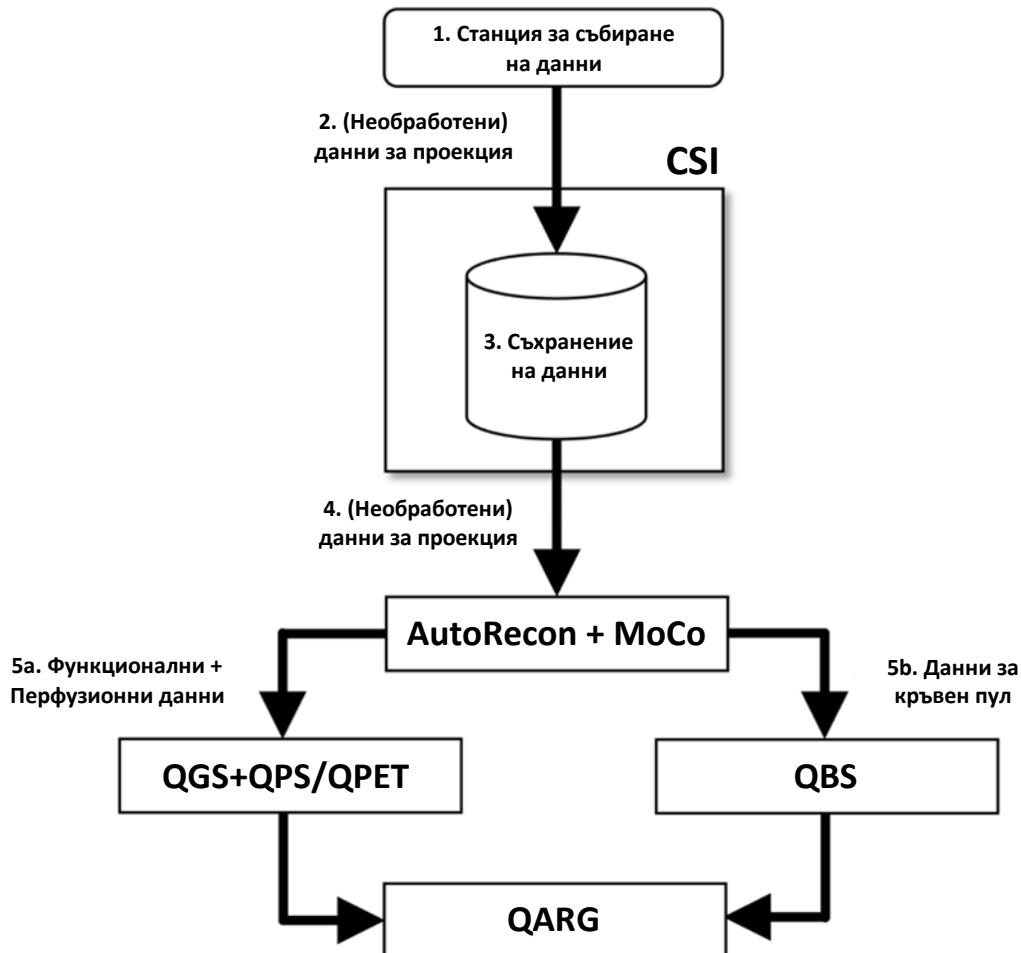 1. Станция за събиране
на данни
2. (Необработени)
данни за проекция
CSI
3. Съхранение
на данни
4. (Необработени)
данни за проекция
AutoRecon + MoCo
5a. Функционални +
Перфузионни данни
5b. Данни за
кръвен пул
QGS+QPS/QPET
QBS
QARG